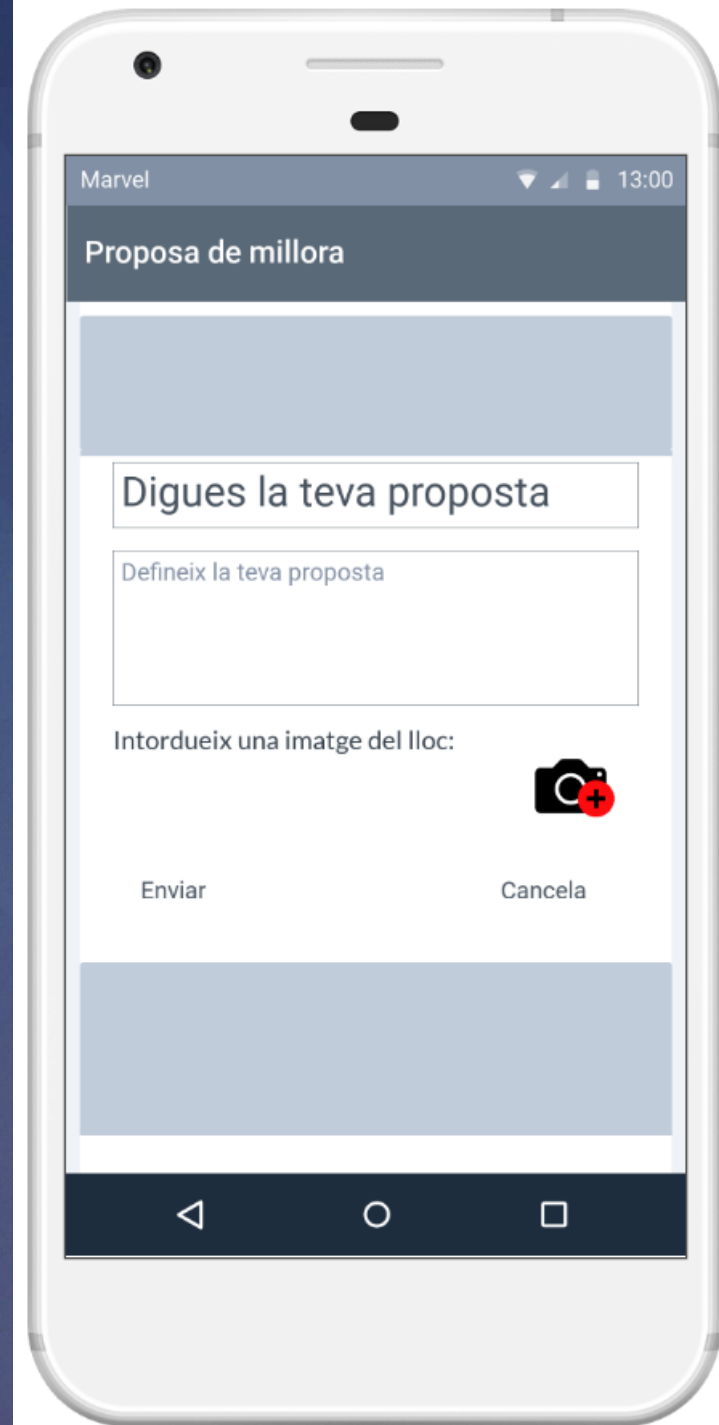 Marvel 13:00
Proposa de millora
Digues la teva proposta
Defineix la teva proposta
Intordueix una imatge del lloc:
Enviar Cancela